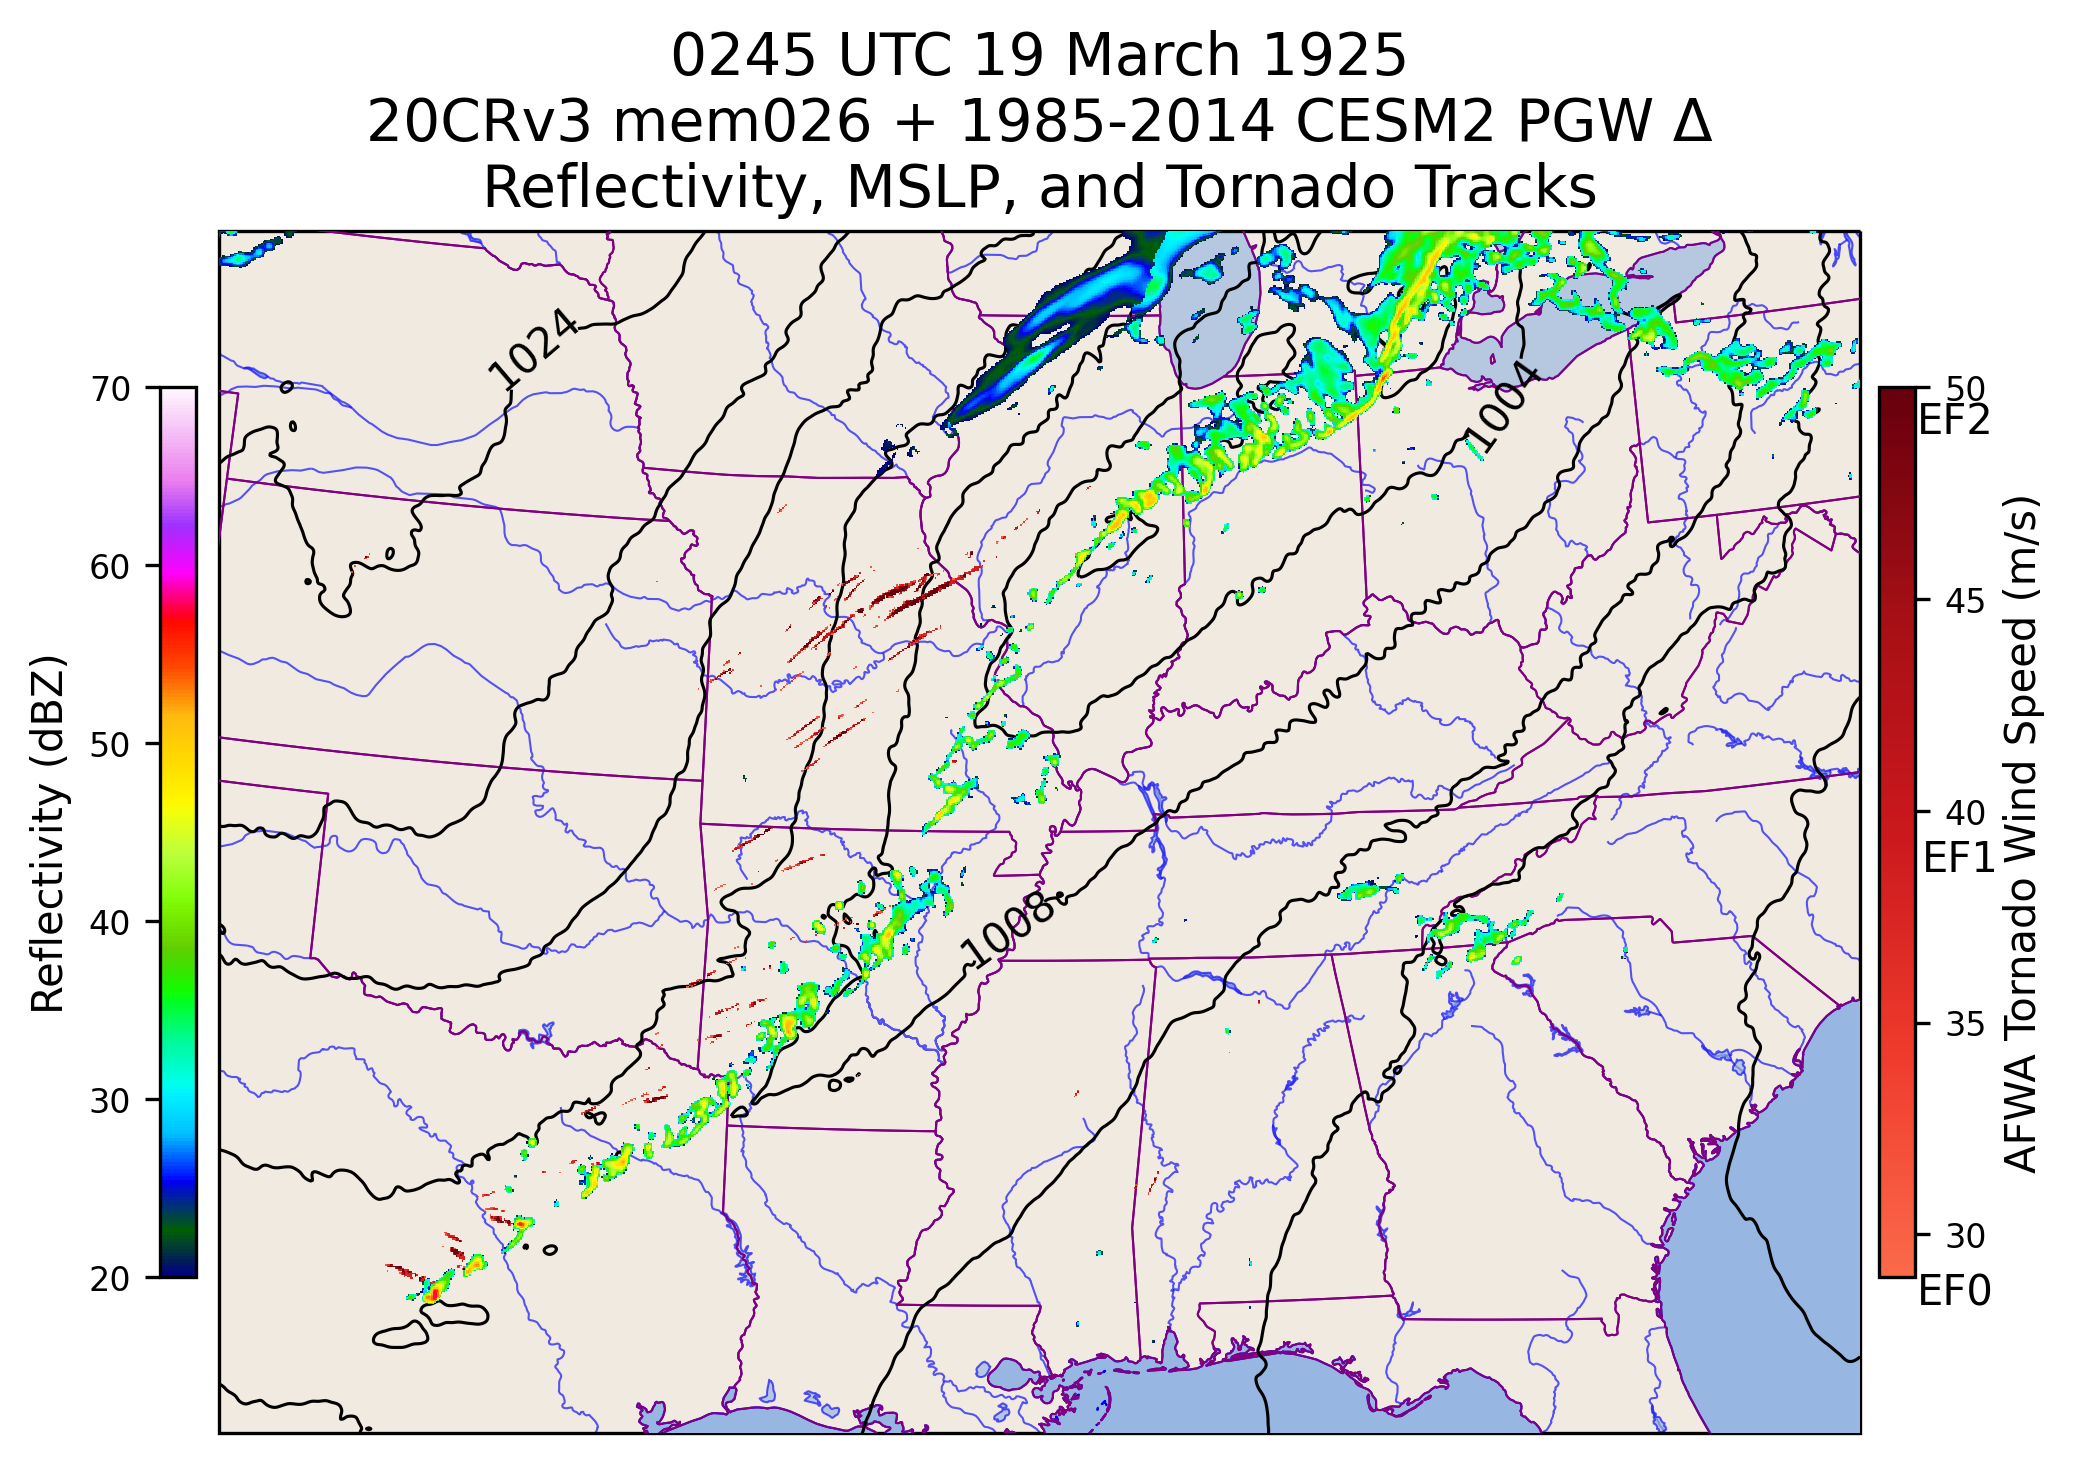 0245 UTC 19 March 1925
20CRv3 mem026 + 1985-2014 CESM2 PGW Δ
Reflectivity, MSLP, and Tornado Tracks
1024
1004
1008
70
60
50
40
30
20
Reflectivity (dBZ)
50
EF2
45
40
EF1
35
30
EF0
AFWA Tornado Wind Speed (m/s)